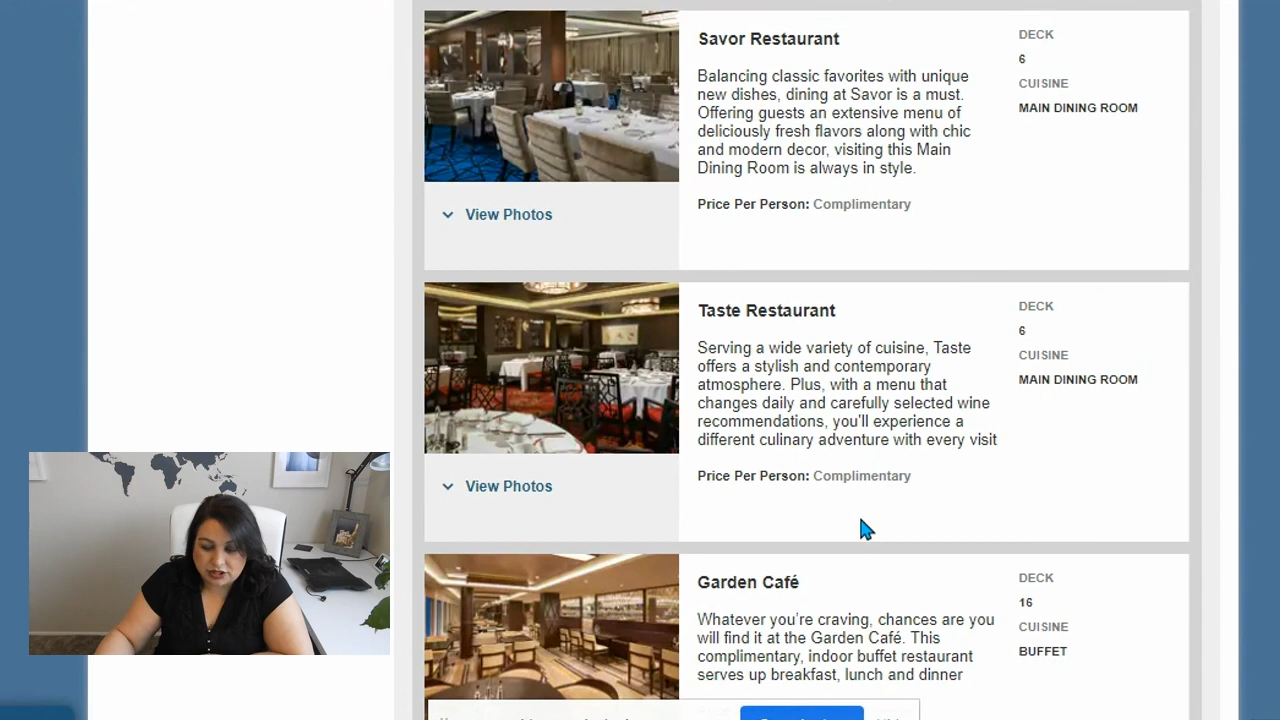 Savor Restaurant
Balancing classic favorites with unique
new dishes, dining at Savor is a must.
Offering guests an extensive menu of
deliciously fresh flavors along with chic
and modern decor, visiting this Main
Dining Room is always in style.
Price Per Person: Complimentary
DECK
6
CUISINE
MAIN DINING ROOM
View Photos
Taste Restaurant
Serving a wide variety of cuisine, Taste
offers a stylish and contemporary
atmosphere. Plus, with a menu that
changes daily and carefully selected wine
recommendations, you'll experience a
different culinary adventure with every visit
Price Per Person: Complimentary
DECK
6
CUISINE
MAIN DINING ROOM
View Photos
Garden Café
Whatever you’re craving, chances are you
will find it at the Garden Café. This
complimentary, indoor buffet restaurant
serves up breakfast, lunch and dinner
DECK
16
CUISINE
BUFFET